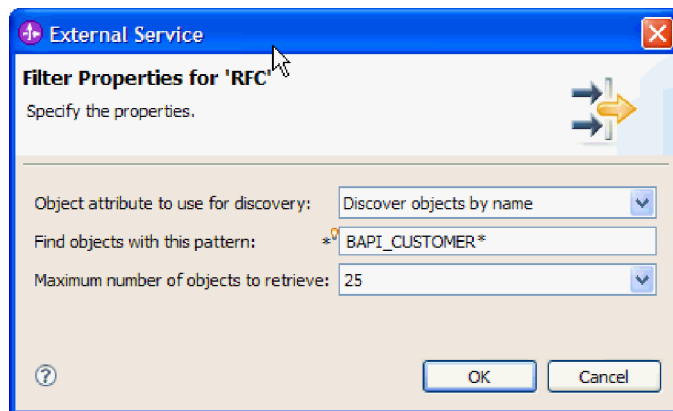 External Service
Filter Properties for 'RFC'
Specify the properties.
Object attribute to use for discovery: Discover objects by name
Find objects with this pattern: * BAPI_CUSTOMER*
Maximum number of objects to retrieve: 25
? OK Cancel